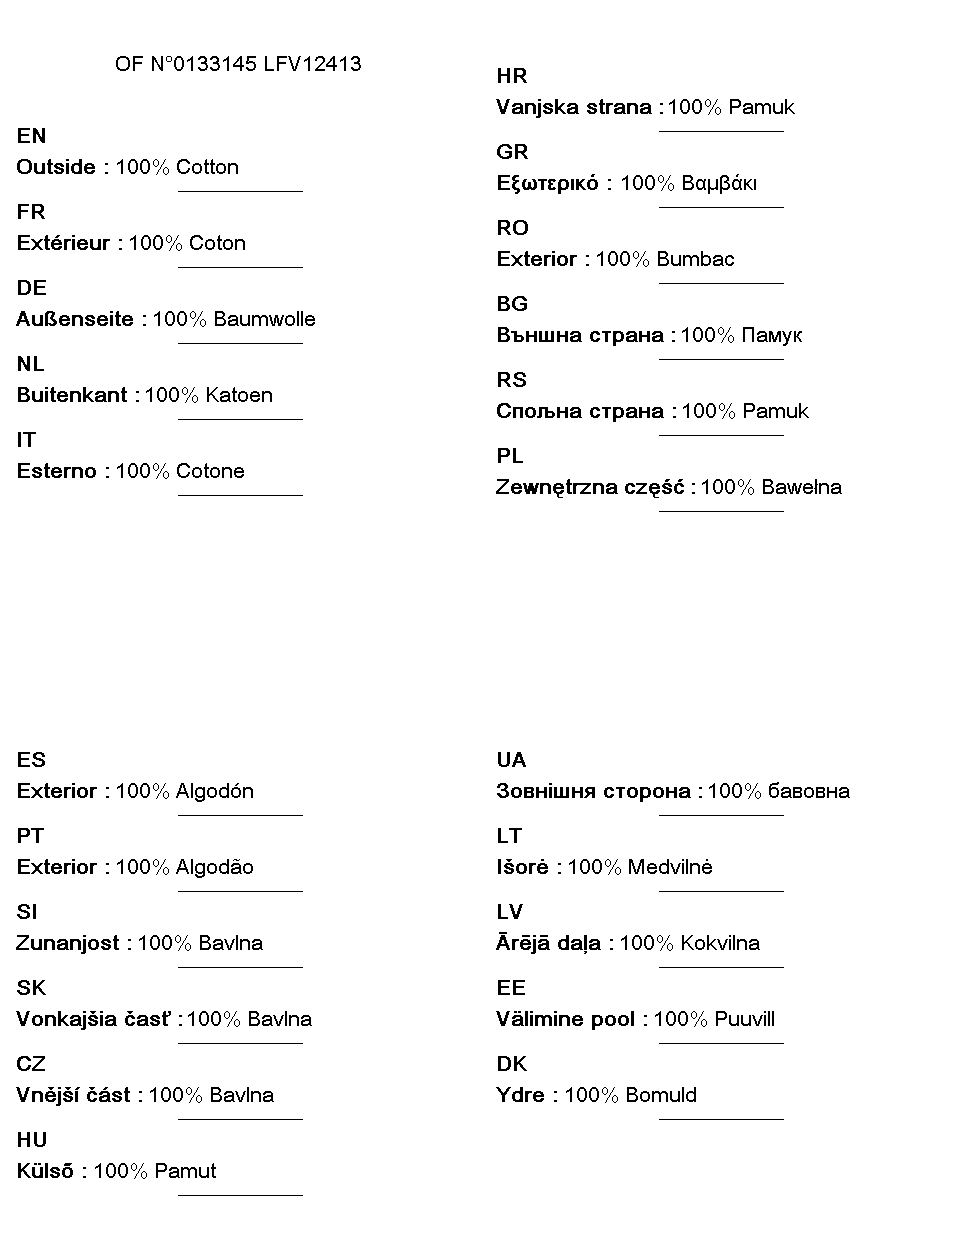 OF N°0133145 LFV12413
EN
Outside : 100% Cotton
FR
Extérieur : 100% Coton
DE
Außenseite : 100% Baumwolle
NL
Buitenkant : 100% Katoen
IT
Esterno : 100% Cotone
ES
Exterior : 100% Algodón
PT
Exterior : 100% Algodão
SI
Zunanjost : 100% Bavlna
SK
Vonkajšia časť : 100% Bavlna
CZ
Vnější část : 100% Bavlna
HU
Külső : 100% Pamut
HR
Vanjska strana : 100% Pamuk
GR
Εξωτερικό : 100% Βαμβάκι
RO
Exterior : 100% Bumbac
BG
Външна страна : 100% Памук
RS
Спољна страна : 100% Pamuk
PL
Zewnętrzna część : 100% Bawełna
UA
Зовнішня сторона : 100% бавовна
LT
Išorė : 100% Medvilnė
LV
Ārējā daļa : 100% Kokvilna
EE
Välimine pool : 100% Puuvill
DK
Ydre : 100% Bomuld